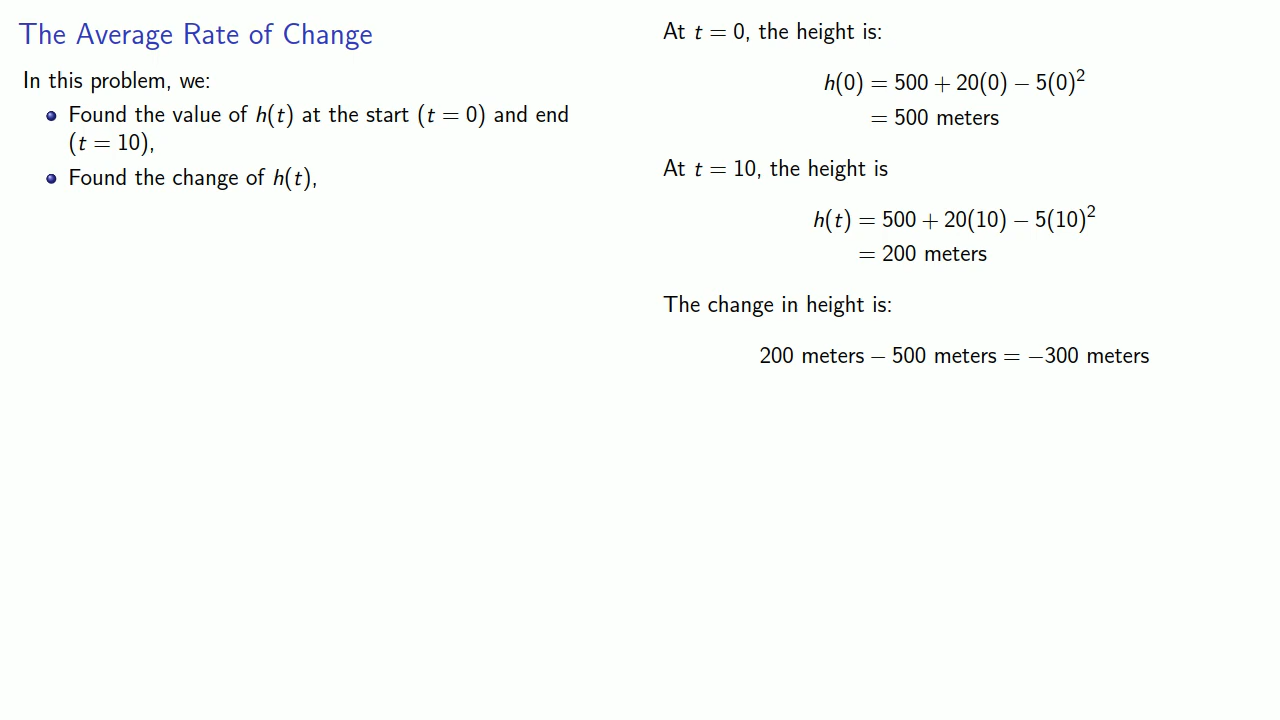 The Average Rate of Change
In this problem, we:
Found the value of h(t) at the start (t = 0) and end
(t = 10),
Found the change of h(t),
At t = 0, the height is:
h(0) = 500 + 20(0) − 5(0)²
= 500 meters
At t = 10, the height is
h(t) = 500 + 20(10) − 5(10)²
= 200 meters
The change in height is:
200 meters − 500 meters = −300 meters